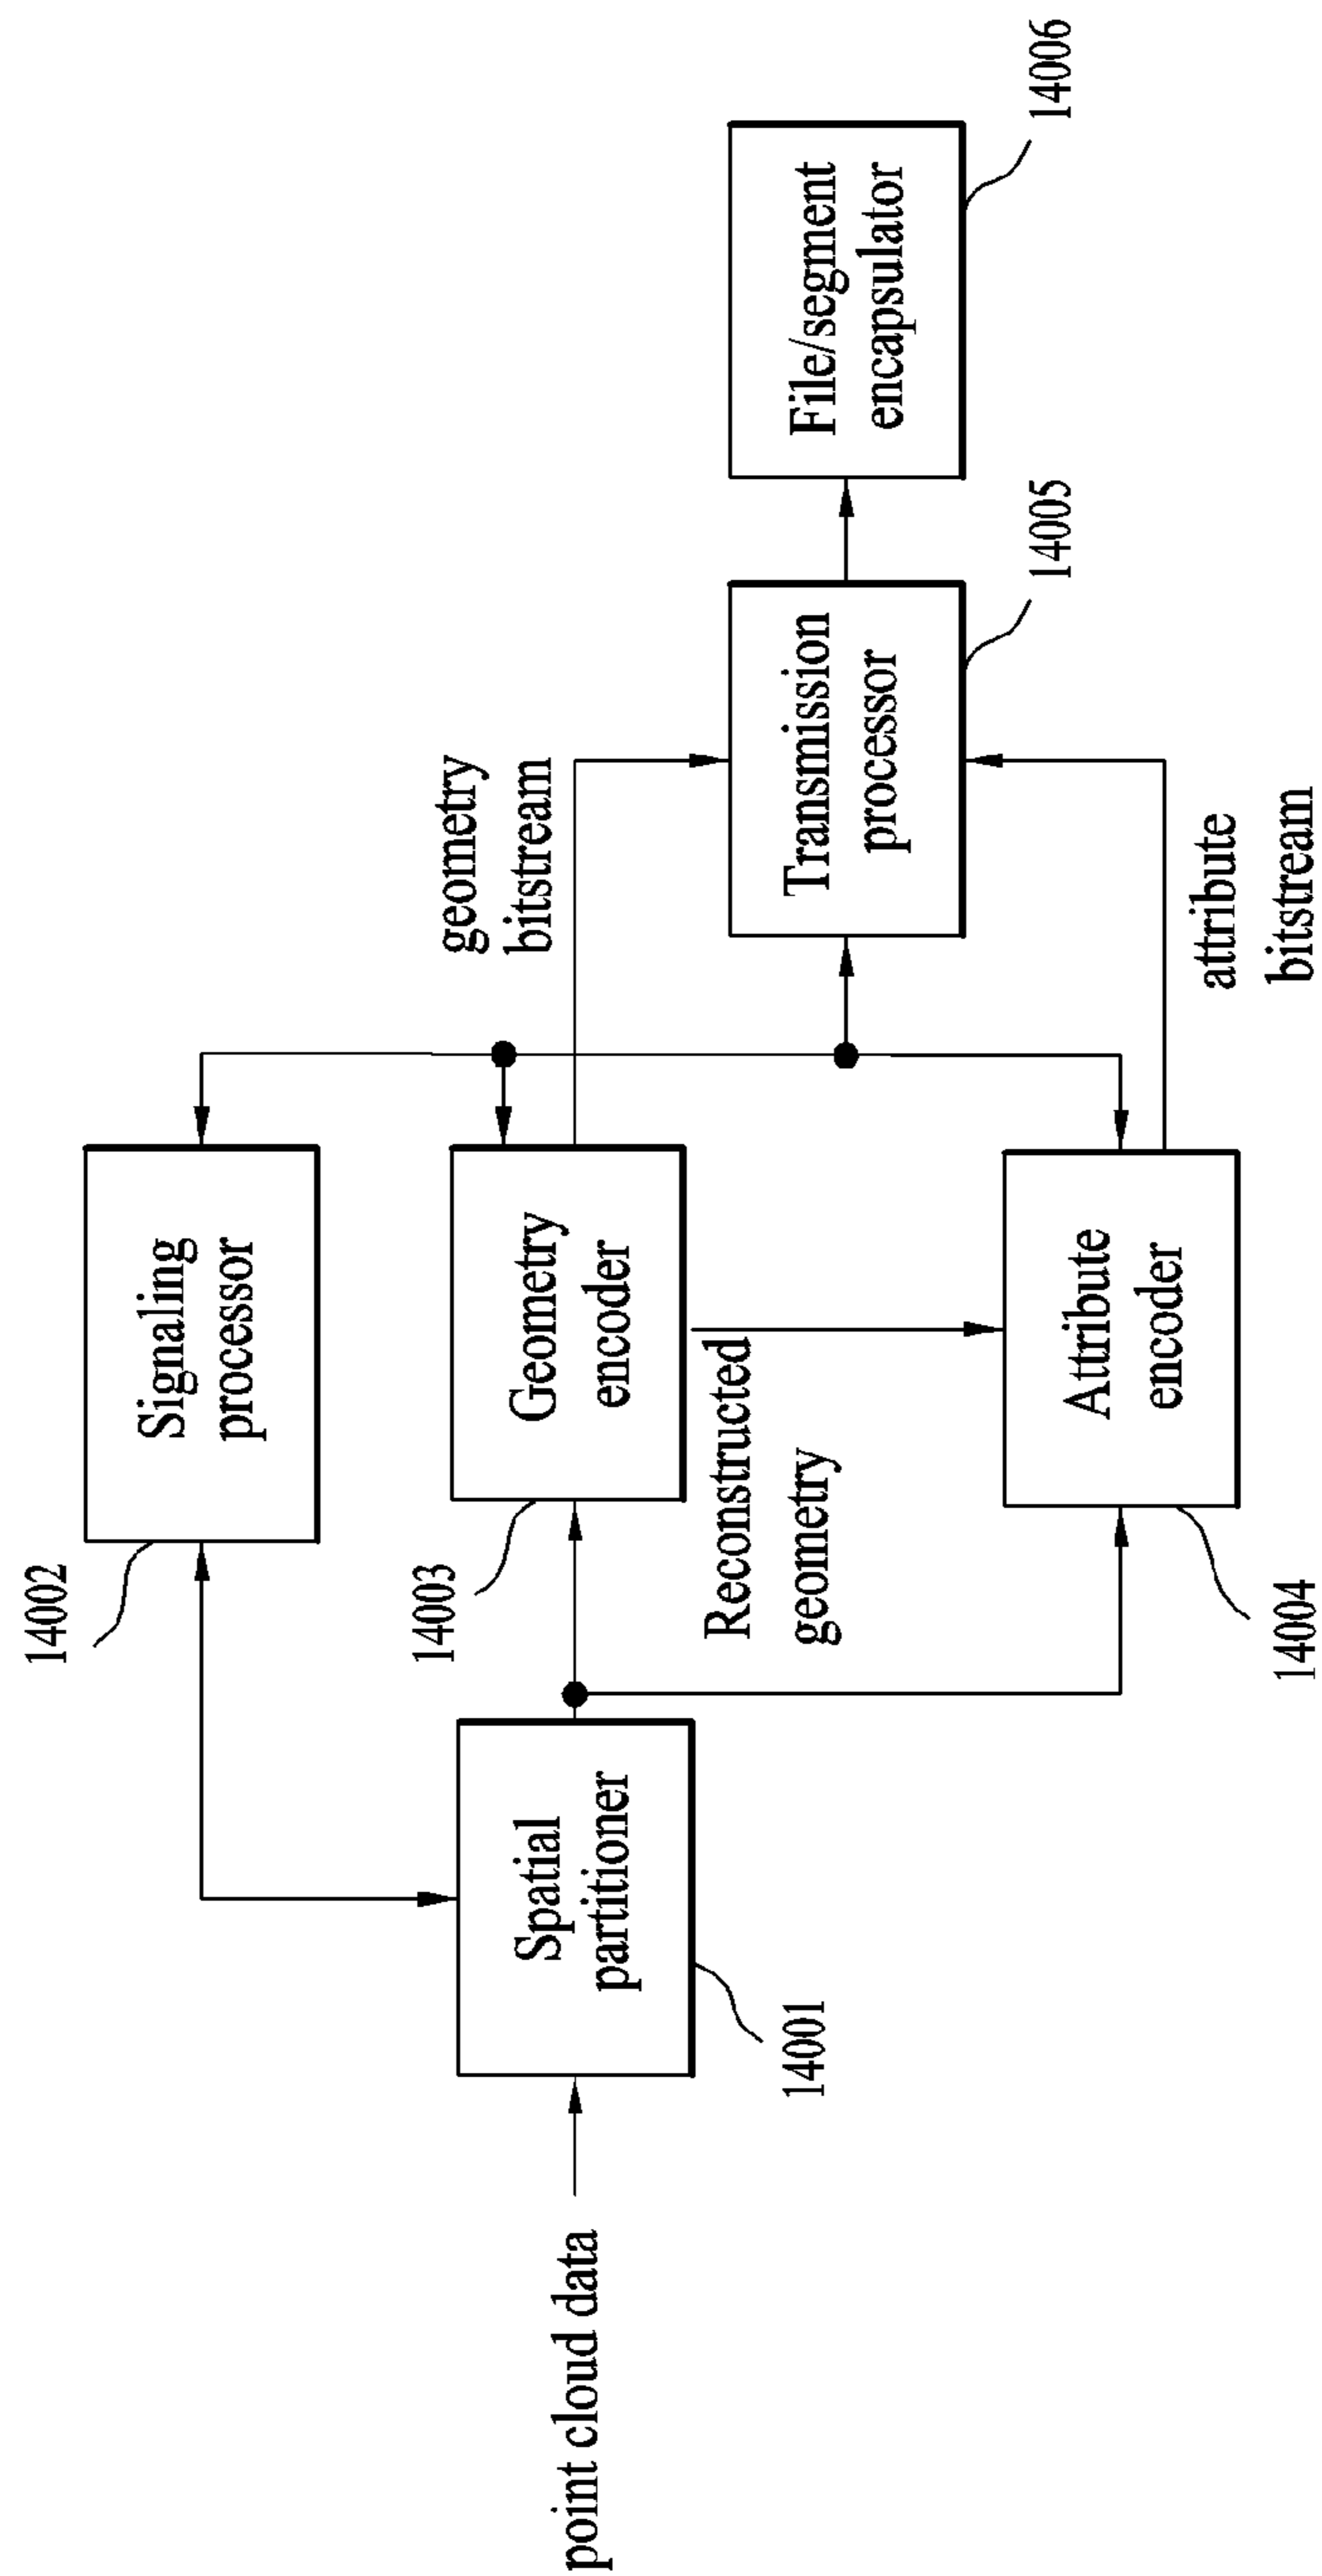 point cloud data
Spatial
partitioner
14001
14002
Signaling
processor
14003
Geometry
encoder
Reconstructed
geometry
Attribute
encoder
14004
geometry
bitstream
attribute
bitstream
Transmission
processor
14005
File/segment
encapsulator
14006